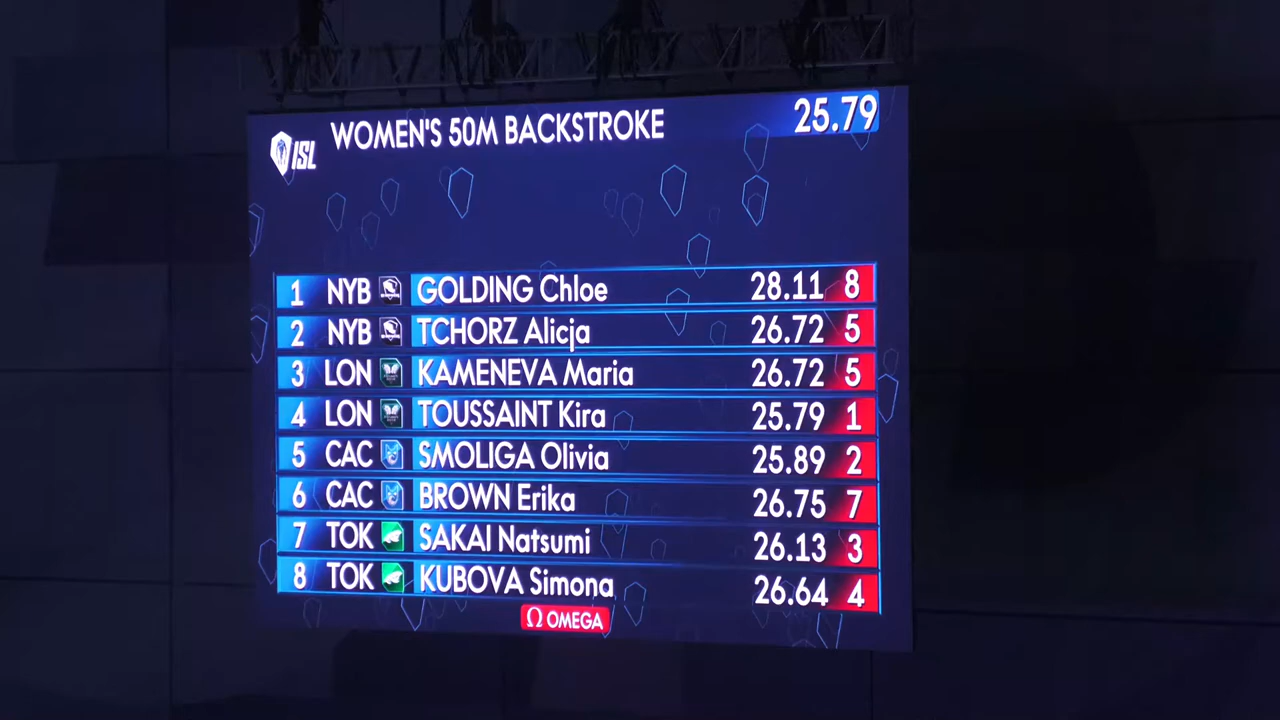 ISL WOMEN'S 50M BACKSTROKE 25.79
1 NYB GOLDING Chloe 28.11 8
2 NYB TCHORZ Alicja 26.72 5
3 LON KAMENEVA Maria 26.72 5
4 LON TOUSSAINT Kira 25.79 1
5 CAC SMOLIGA Olivia 25.89 2
6 CAC BROWN Erika 26.75 7
7 TOK SAKAI Natsumi 26.13 3
8 TOK KUBOVA Simona 26.64 4
Ω OMEGA